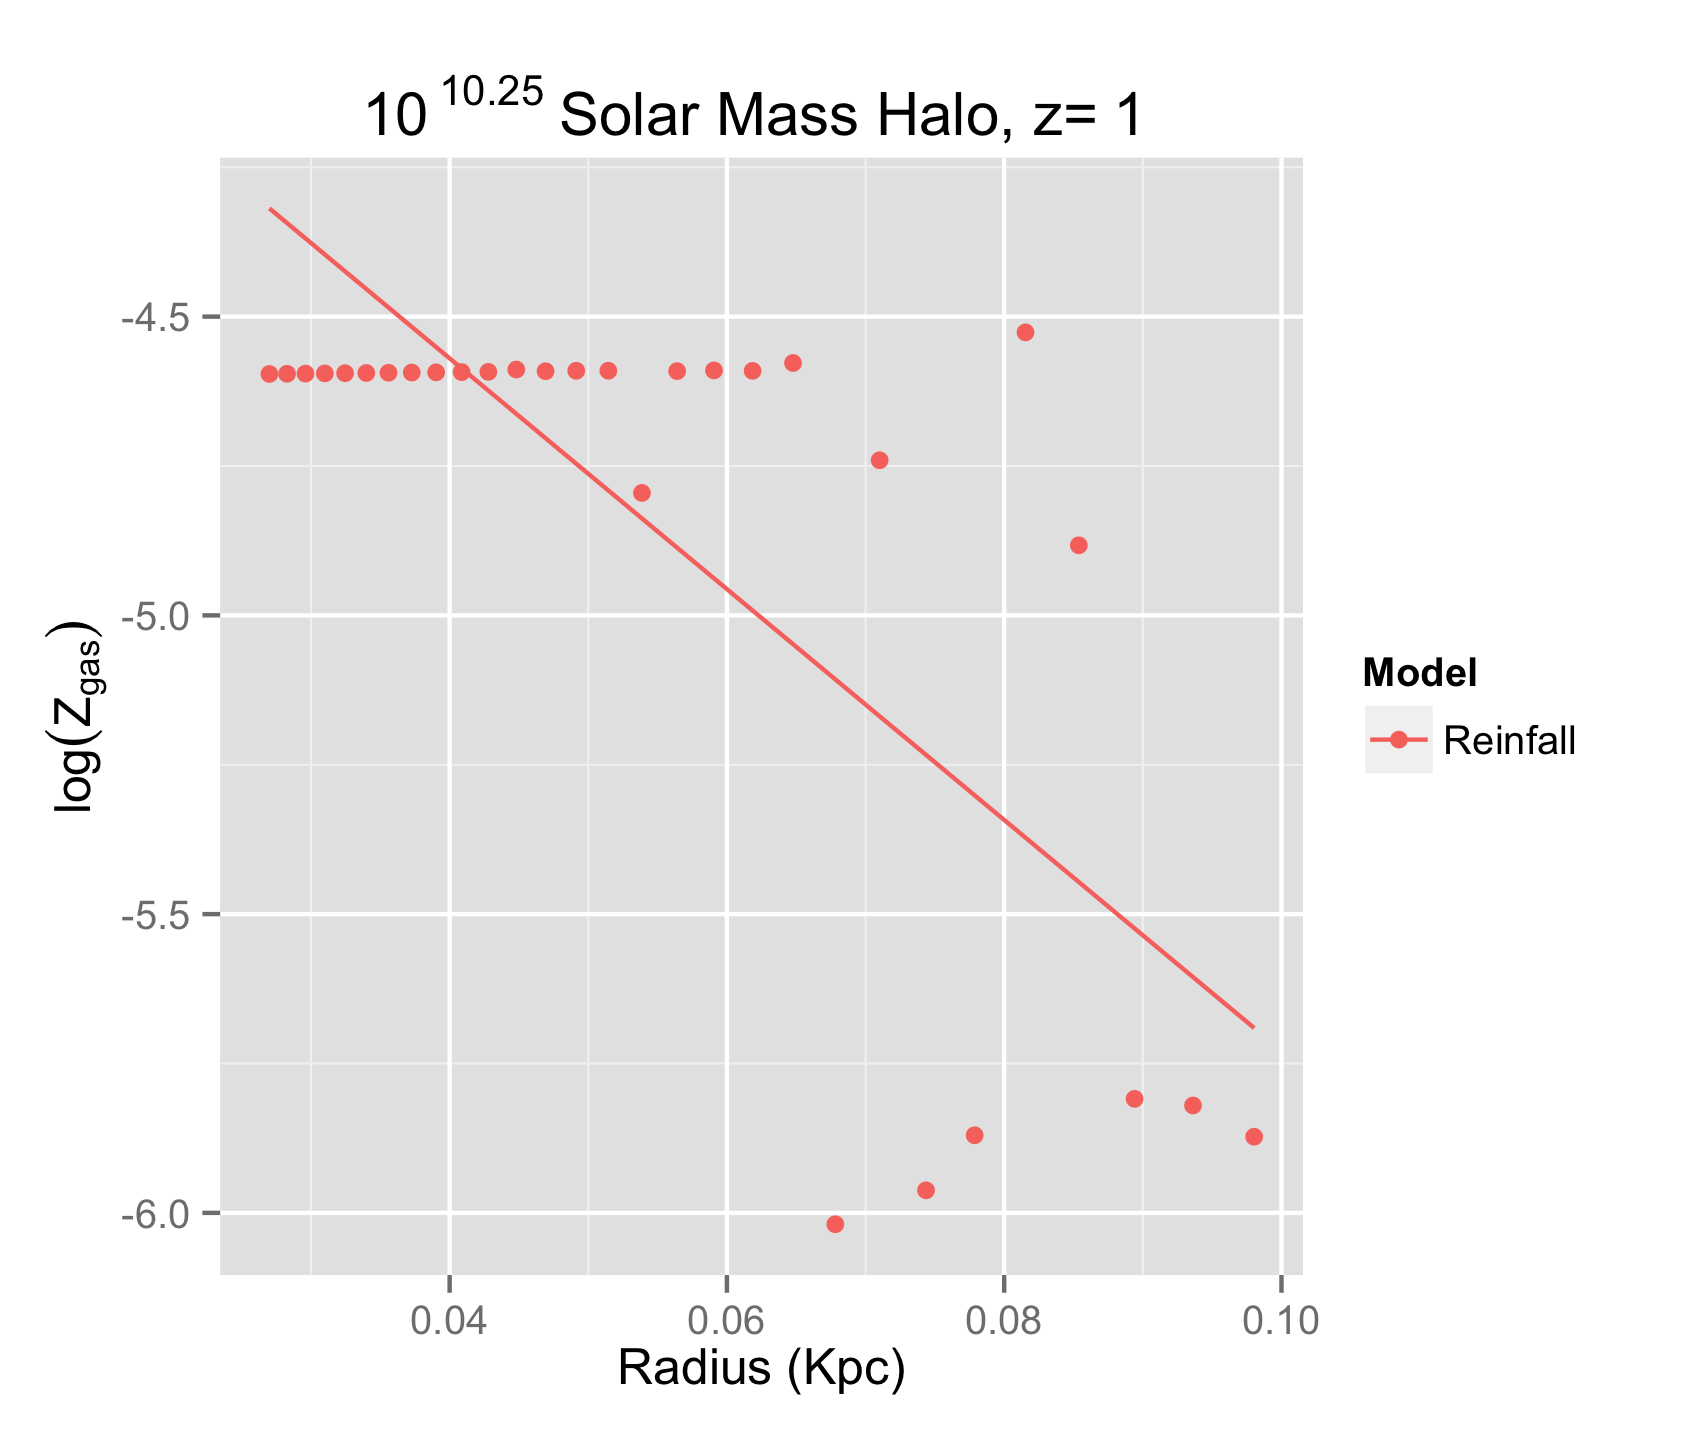 10 10.25 Solar Mass Halo, z= 1
-4.5
-5.0
-5.5
-6.0
log(Zgas)
0.04 0.06 0.08 0.10
Radius (Kpc)
Model
Reinfall